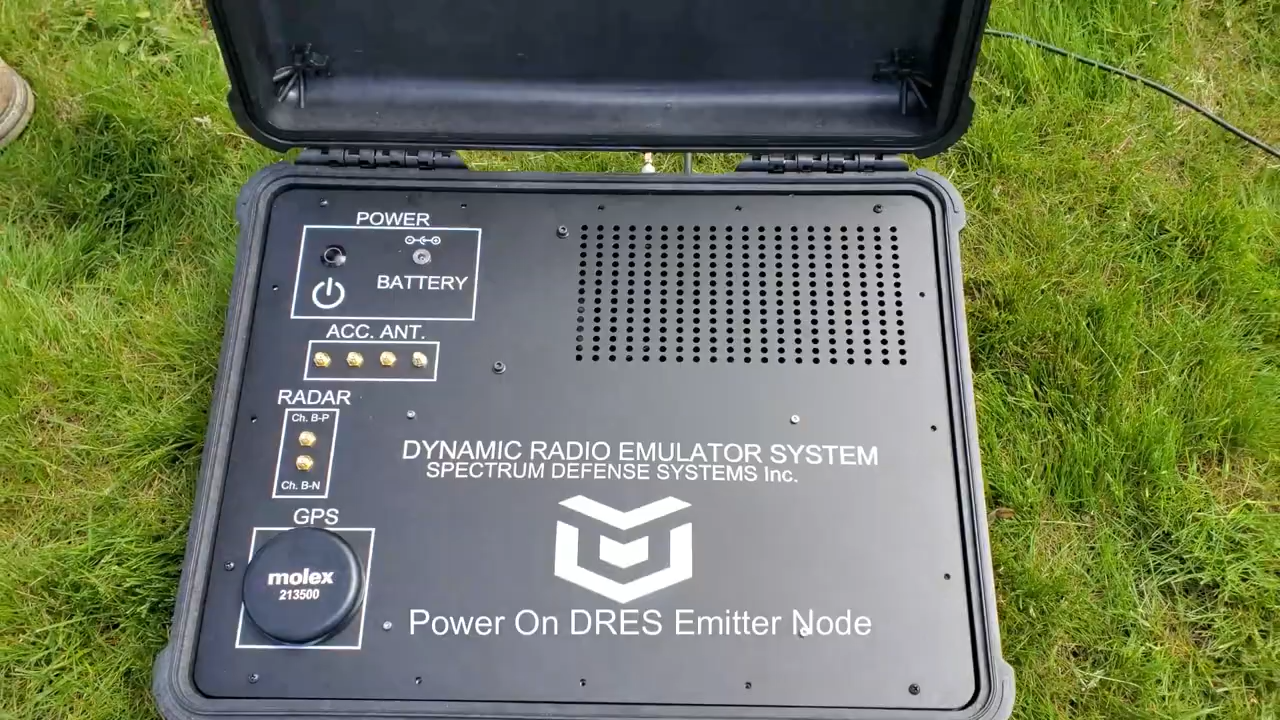 POWER
BATTERY
ACC. ANT.
RADAR
Ch. B-P
Ch. B-N
DYNAMIC RADIO EMULATOR SYSTEM
SPECTRUM DEFENSE SYSTEMS Inc.
GPS
molex
213500
Power On DRES Emitter Node